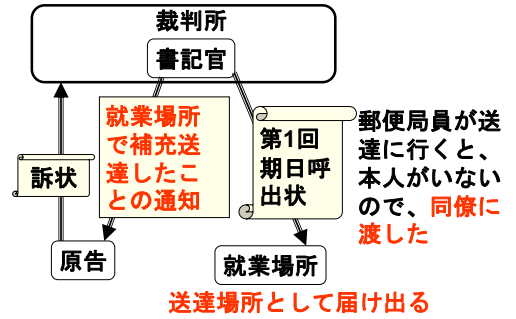 裁判所
書記官
就業場所
で補充送
達したこ
との通知
第1回
期日呼
出状
郵便局員が送
達に行くと、
本人がいない
ので、同僚に
渡した
訴状
原告
就業場所
送達場所として届け出る